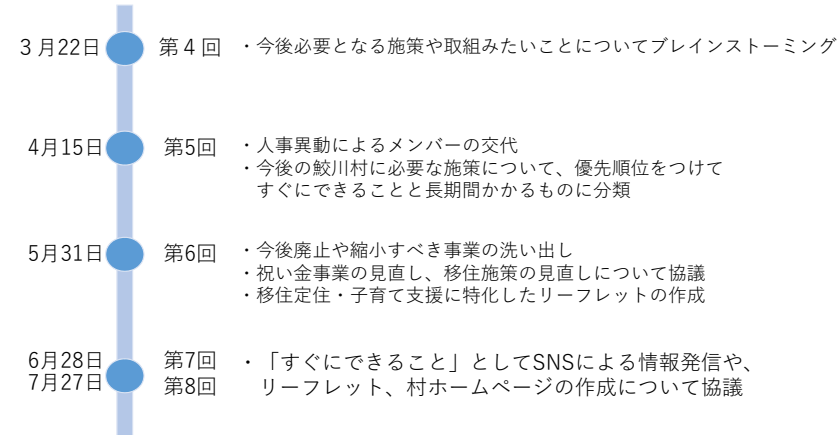 3月22日 第4回 ・今後必要となる施策や取組みたいことについてブレインストーミング
4月15日 第5回 ・人事異動によるメンバーの交代
・今後の鮫川村に必要な施策について、優先順位をつけて
すぐにできることと長期間かかるものに分類
5月31日 第6回 ・今後廃止や縮小すべき事業の洗い出し
・祝い金事業の見直し、移住施策の見直しについて協議
・移住定住・子育て支援に特化したリーフレットの作成
6月28日 第7回 ・「すぐにできること」としてSNSによる情報発信や、
7月27日 第8回 リーフレット、村ホームページの作成について協議